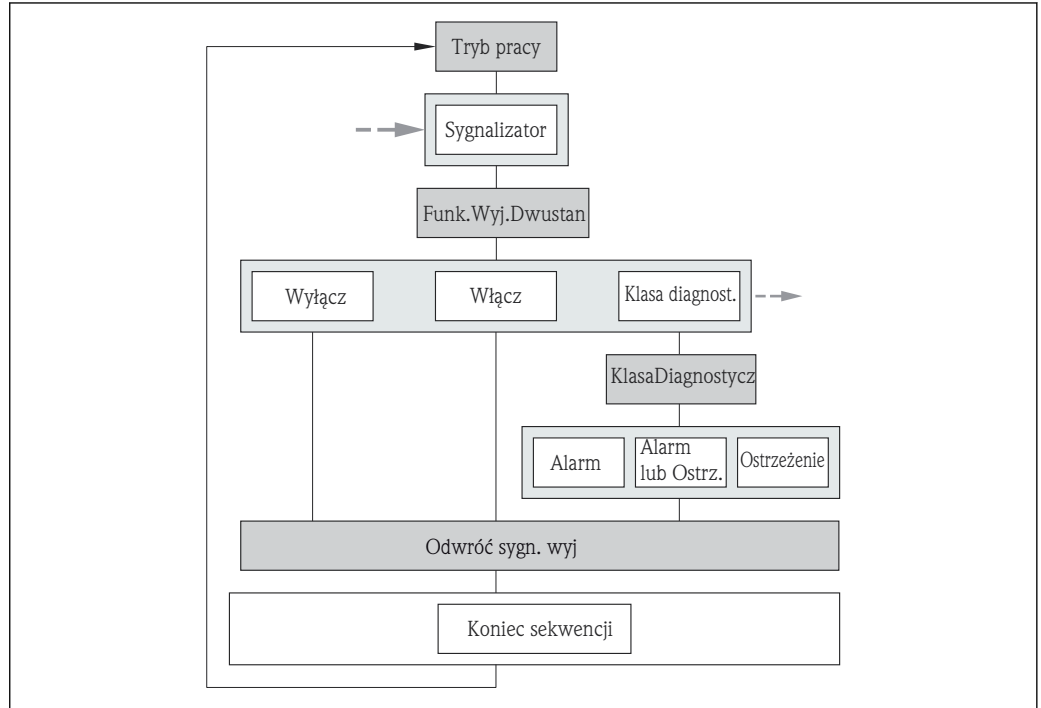 Tryb pracy
Sygnalizator
Funk.Wyj.Dwustan
Wyłącz
Włącz
Klasa diagnost.
KlasaDiagnostycz
Alarm
Alarm
lub Ostrz.
Ostrzeżenie
Odwróć sygn. wyj
Koniec sekwencji